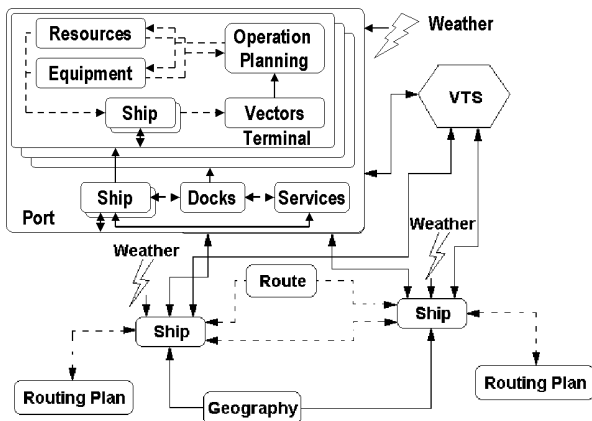 Resources
Operation
Planning
Weather
Equipment
VTS
Ship
Vectors
Terminal
Ship
Docks
Services
Port
Weather
Weather
Route
Ship
Ship
Routing Plan
Routing Plan
Geography